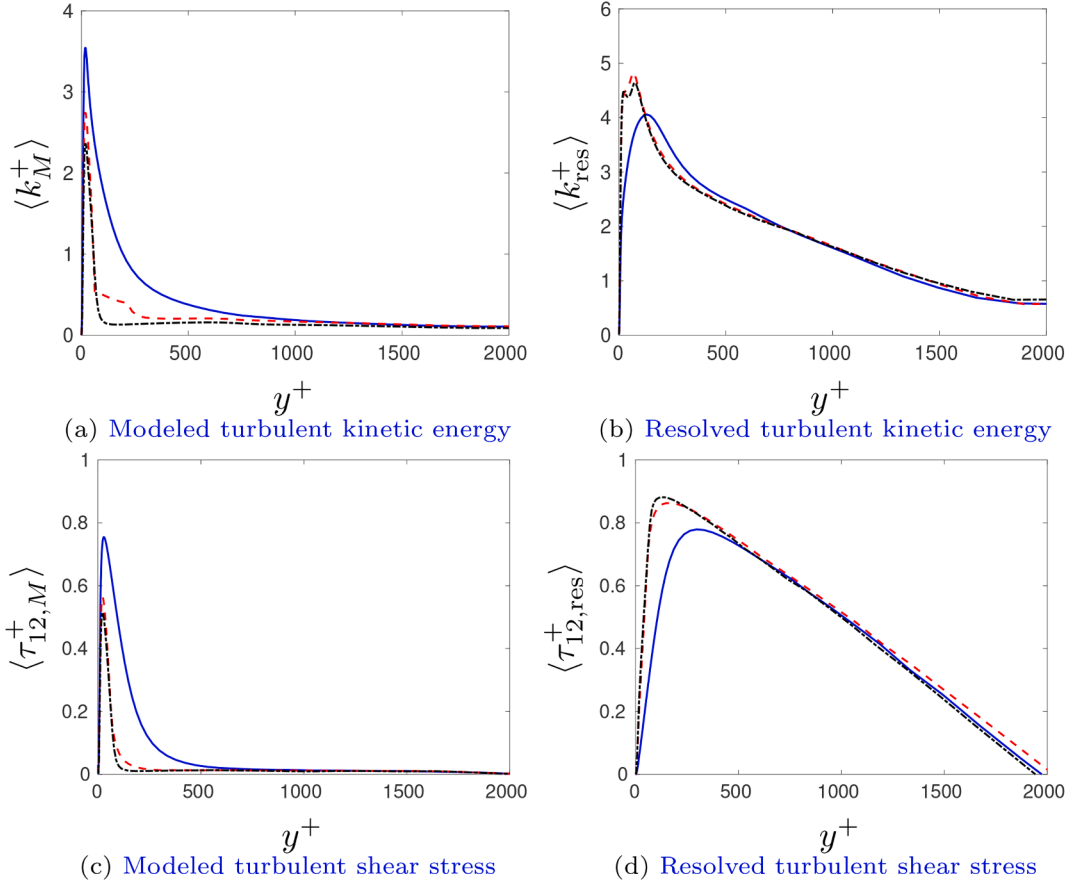 4
3
2
1
0
0 500 1000 1500 2000
⟨k_M^+⟩
y^+
(a) Modeled turbulent kinetic energy
6
5
4
3
2
1
0
0 500 1000 1500 2000
⟨k_res^+⟩
y^+
(b) Resolved turbulent kinetic energy
1
0.8
0.6
0.4
0.2
0
0 500 1000 1500 2000
⟨τ_{12,M}^+⟩
y^+
(c) Modeled turbulent shear stress
1
0.8
0.6
0.4
0.2
0
0 500 1000 1500 2000
⟨τ_{12,res}^+⟩
y^+
(d) Resolved turbulent shear stress